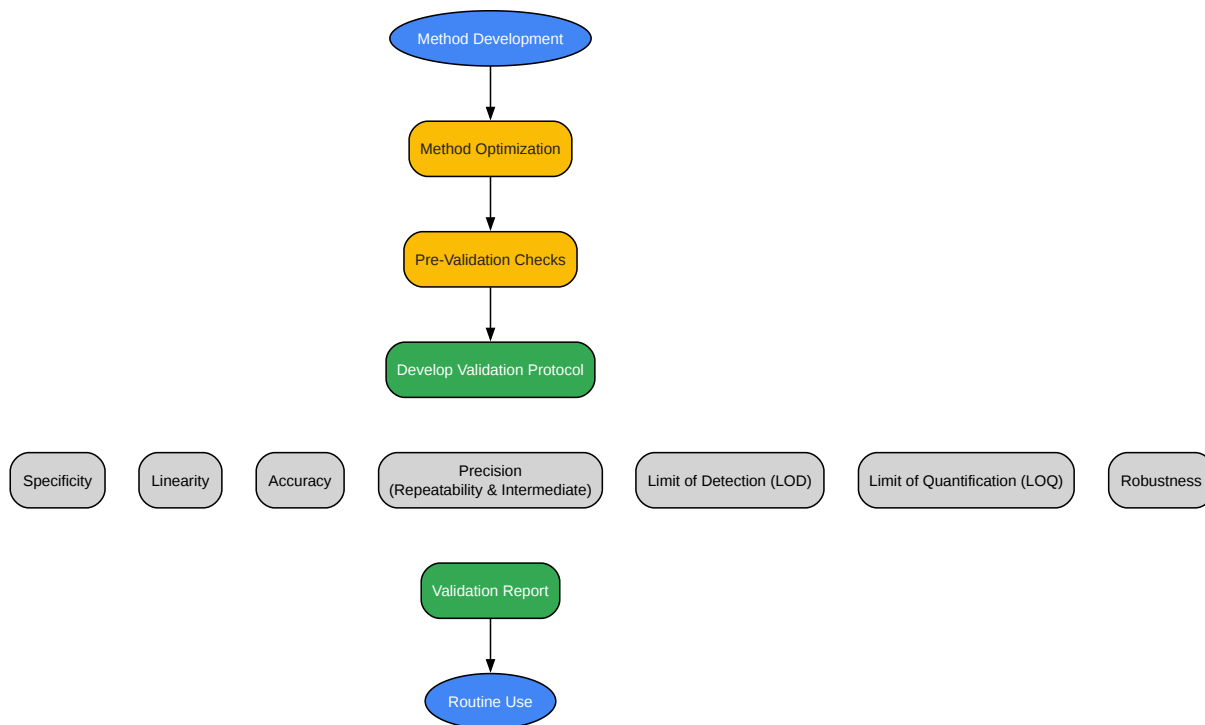 Method Development
Method Optimization
Pre-Validation Checks
Develop Validation Protocol
Specificity
Linearity
Accuracy
Precision
(Repeatability & Intermediate)
Limit of Detection (LOD)
Limit of Quantification (LOQ)
Robustness
Validation Report
Routine Use